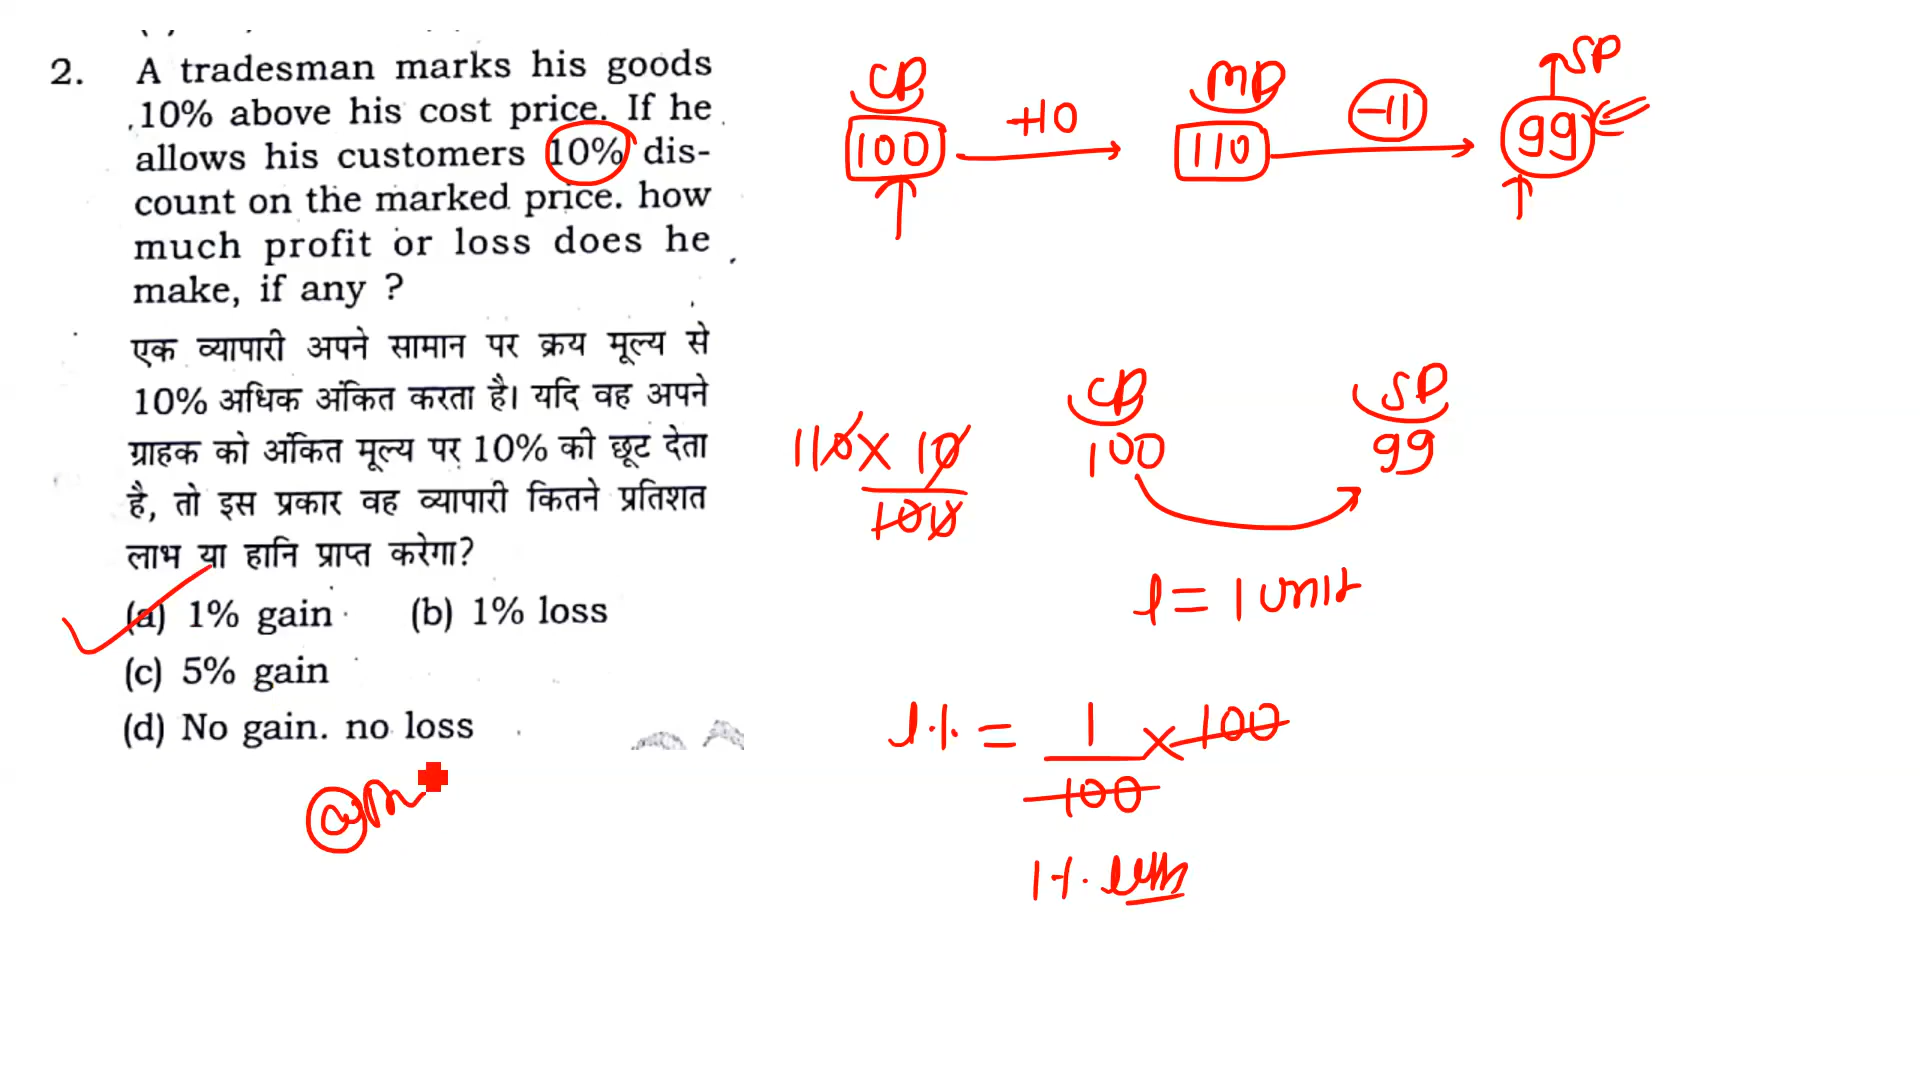 2. A tradesman marks his goods
10% above his cost price. If he
allows his customers 10% dis-
count on the marked price. how
much profit or loss does he
make, if any ?
एक व्यापारी अपने सामान पर क्रय मूल्य से
10% अधिक अंकित करता है। यदि वह अपने
ग्राहक को अंकित मूल्य पर 10% की छूट देता
है, तो इस प्रकार वह व्यापारी कितने प्रतिशत
लाभ या हानि प्राप्त करेगा?
(a) 1% gain (b) 1% loss
(c) 5% gain
(d) No gain. no loss
CP +10 MP -11 SP
100 110 99
110 × 10
100
CP SP
100 99
l = 1 unit
l% = 1 × 100
100
1%